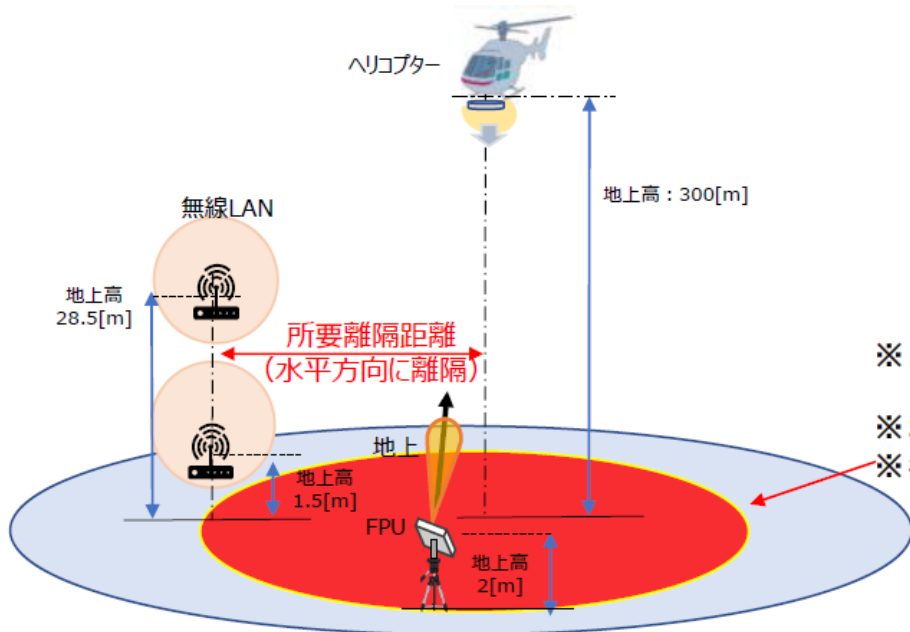 ヘリコプター
地上高：300[m]
無線LAN
地上高
28.5[m]
所要離隔距離
（水平方向に離隔）
※
※
※
地上
地上高
1.5[m]
FPU
地上高
2[m]